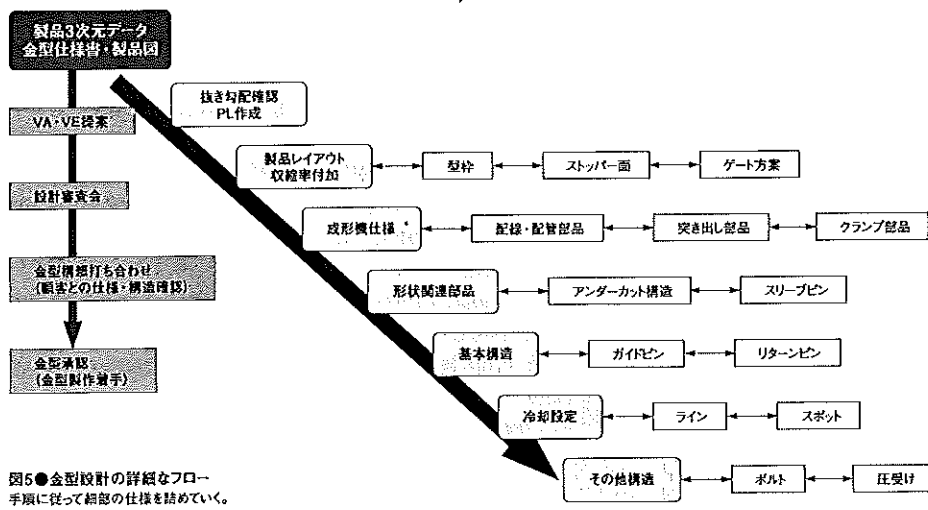 製品3次元データ
金型仕様書・製品図
VA・VE提案
設計審査会
金型構想打ち合わせ
(顧客との仕様・構造確認)
金型承認
(金型製作着手)
抜き勾配確認
PL作成
製品レイアウト
収縮率付加
型枠
ストッパー面
ゲート方案
成形機仕様
配線・配管部品
突き出し部品
クランプ部品
形状関連部品
アンダーカット構造
スリーブピン
基本構造
ガイドピン
リターンピン
冷却設定
ライン
スポット
その他構造
ボルト
圧受け
図5●金型設計の詳細なフロー
手順に従って細部の仕様を詰めていく。